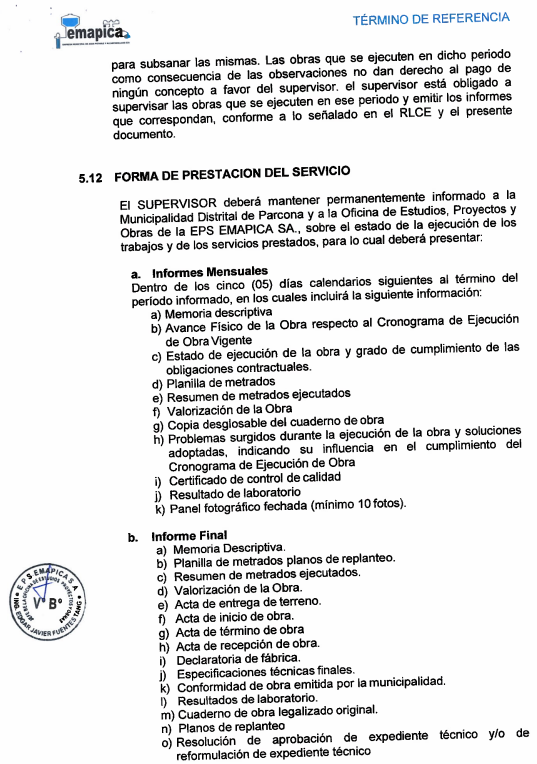 emapica
TÉRMINO DE REFERENCIA
para subsanar las mismas. Las obras que se ejecuten en dicho periodo
como consecuencia de las observaciones no dan derecho al pago de
ningún concepto a favor del supervisor. el supervisor está obligado a
supervisar las obras que se ejecuten en ese periodo y emitir los informes
que correspondan, conforme a lo señalado en el RLCE y el presente
documento.
5.12 FORMA DE PRESTACION DEL SERVICIO
El SUPERVISOR deberá mantener permanentemente informado a la
Municipalidad Distrital de Parcona y a la Oficina de Estudios, Proyectos y
Obras de la EPS EMAPICA SA., sobre el estado de la ejecución de los
trabajos y de los servicios prestados, para lo cual deberá presentar:
a. Informes Mensuales
Dentro de los cinco (05) días calendarios siguientes al término del
período informado, en los cuales incluirá la siguiente información:
a) Memoria descriptiva
b) Avance Físico de la Obra respecto al Cronograma de Ejecución
de Obra Vigente
c) Estado de ejecución de la obra y grado de cumplimiento de las
obligaciones contractuales.
d) Planilla de metrados
e) Resumen de metrados ejecutados
f) Valorización de la Obra
g) Copia desglosable del cuaderno de obra
h) Problemas surgidos durante la ejecución de la obra y soluciones
adoptadas, indicando su influencia en el cumplimiento del
Cronograma de Ejecución de Obra
i) Certificado de control de calidad
j) Resultado de laboratorio
k) Panel fotográfico fechada (mínimo 10 fotos).
b. Informe Final
a) Memoria Descriptiva.
b) Planilla de metrados planos de replanteo.
c) Resumen de metrados ejecutados.
d) Valorización de la Obra.
e) Acta de entrega de terreno.
f) Acta de inicio de obra.
g) Acta de término de obra
h) Acta de recepción de obra.
i) Declaratoria de fábrica.
j) Especificaciones técnicas finales.
k) Conformidad de obra emitida por la municipalidad.
l) Resultados de laboratorio.
m) Cuaderno de obra legalizado original.
n) Planos de replanteo
o) Resolución de aprobación de expediente técnico y/o de
reformulación de expediente técnico
EPS EMAPICA S.A
V° B°
ING. EDGAR JAVIER FUENTES YANG